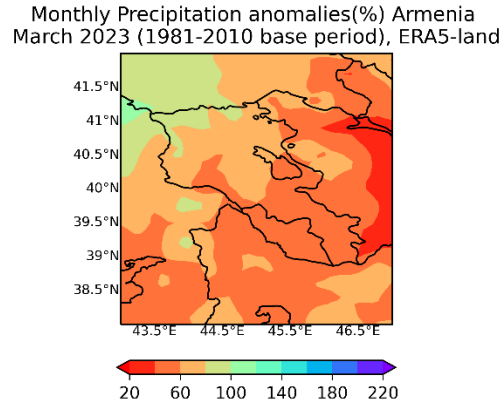 Monthly Precipitation anomalies(%) Armenia
March 2023 (1981-2010 base period), ERA5-land
41.5°N
41°N
40.5°N
40°N
39.5°N
39°N
38.5°N
43.5°E 44.5°E 45.5°E 46.5°E
20 60 100 140 180 220